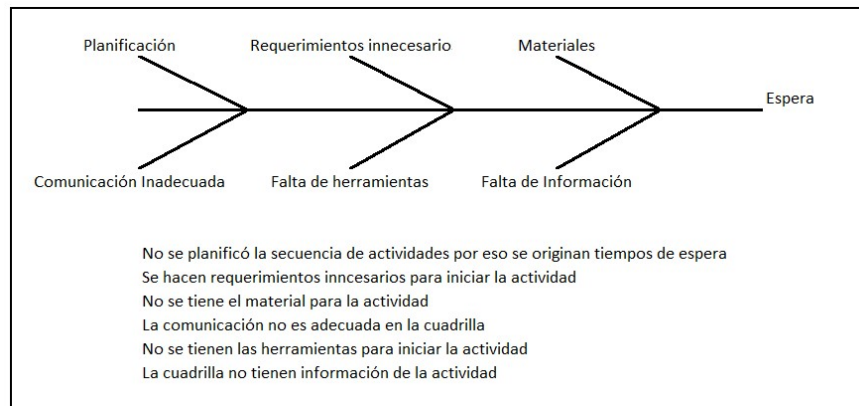 Planificación
Requerimientos innecesario
Materiales
Espera
Comunicación Inadecuada
Falta de herramientas
Falta de Información
No se planificó la secuencia de actividades por eso se originan tiempos de espera
Se hacen requerimientos inncesarios para iniciar la actividad
No se tiene el material para la actividad
La comunicación no es adecuada en la cuadrilla
No se tienen las herramientas para iniciar la actividad
La cuadrilla no tienen información de la actividad